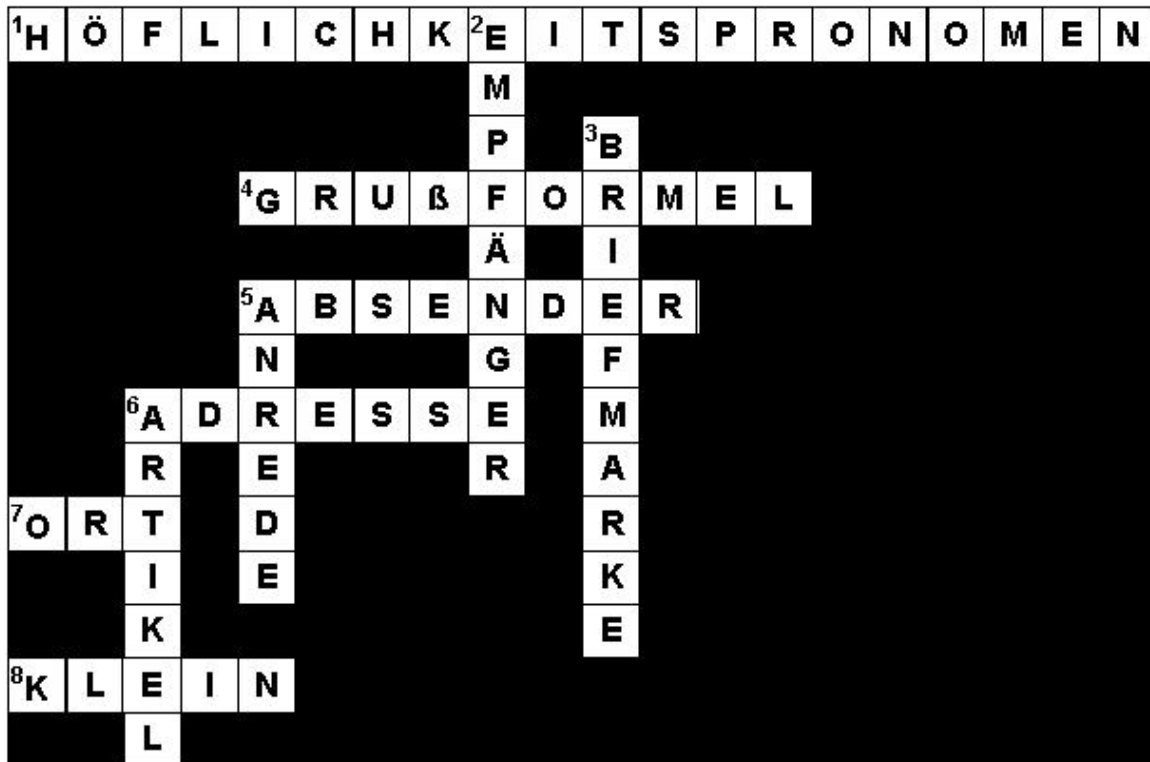 1HÖFLICHK2EITSPRONOMEN
M
P 3B
4GRUßFORMEL
Ä I
5ABSENDER
N G F
6ADRESSE M
R E R A
7ORT D R
I E K
K E
8KLEIN
L